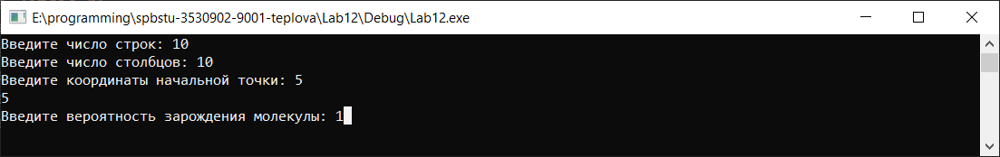 E:\programming\spbstu-3530902-9001-teplova\Lab12\Debug\Lab12.exe
Введите число строк: 10
Введите число столбцов: 10
Введите координаты начальной точки: 5
5
Введите вероятность зарождения молекулы: 1